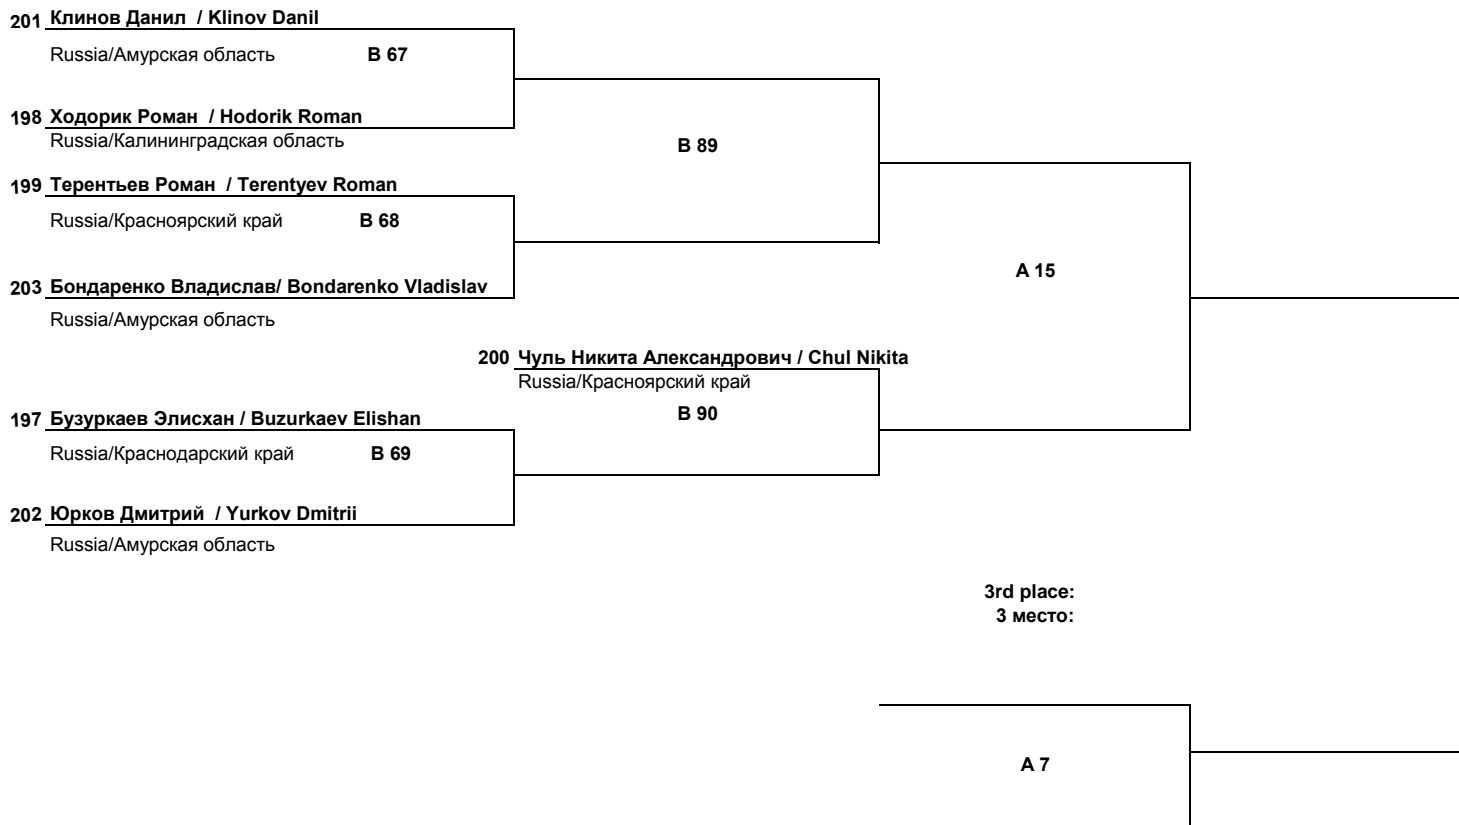 201 Клинов Данил / Klinov Danil
Russia/Амурская область B 67
198 Ходорик Роман / Hodorik Roman
Russia/Калининградская область
B 89
199 Терентьев Роман / Terentyev Roman
Russia/Красноярский край B 68
A 15
203 Бондаренко Владислав/ Bondarenko Vladislav
Russia/Амурская область
200 Чуль Никита Александрович / Chul Nikita
Russia/Красноярский край
B 90
197 Бузуркаев Элисхан / Buzurkaev Elishan
Russia/Краснодарский край B 69
202 Юрков Дмитрий / Yurkov Dmitrii
Russia/Амурская область
3rd place:
3 место:
A 7